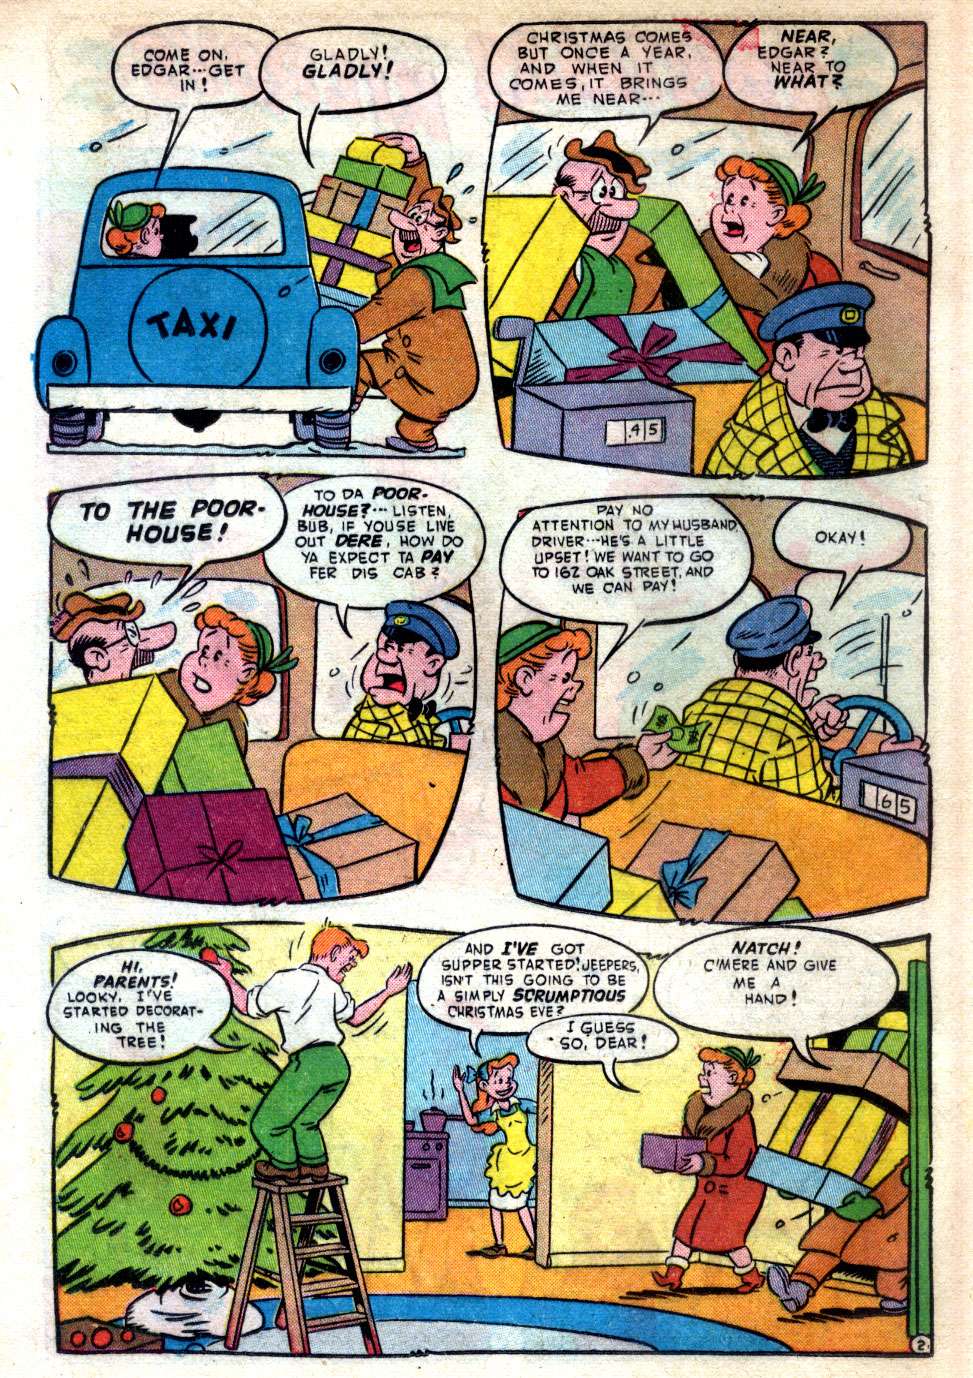 COME ON,
EDGAR---GET
IN!
GLADLY!
GLADLY!
TAXI
CHRISTMAS COMES
BUT ONCE A YEAR,
AND WHEN IT
COMES, IT BRINGS
ME NEAR---
NEAR,
EDGAR?
NEAR TO
WHAT?
.45
TO THE POOR-
HOUSE!
TO DA POOR-
HOUSE?--- LISTEN,
BUB, IF YOUSE LIVE
OUT DERE, HOW DO
YA EXPECT TA PAY
FER DIS CAB?
PAY NO
ATTENTION TO MY HUSBAND,
DRIVER---HE'S A LITTLE
UPSET! WE WANT TO GO
TO 162 OAK STREET, AND
WE CAN PAY!
OKAY!
65
HI,
PARENTS!
LOOKY, I'VE
STARTED DECORAT-
ING THE
TREE!
AND I'VE GOT
SUPPER STARTED! JEEPERS,
ISN'T THIS GOING TO BE
A SIMPLY SCRUMPTIOUS
CHRISTMAS EVE?
I GUESS
SO, DEAR!
NATCH!
C'MERE AND GIVE
ME A
HAND!
2